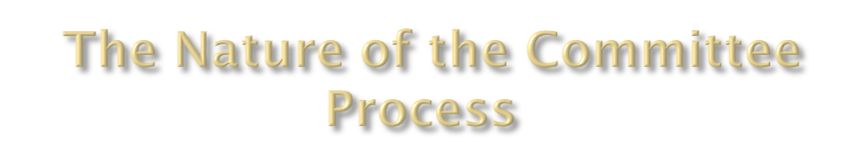 The Nature of the Committee
Process